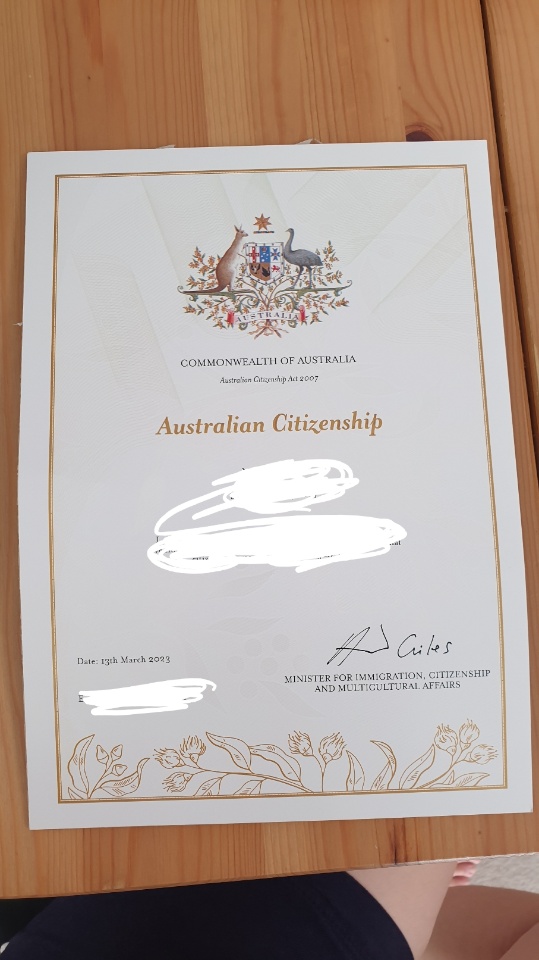 AUSTRALIA
COMMONWEALTH OF AUSTRALIA
Australian Citizenship Act 2007
Australian Citizenship
Date: 13th March 2023
A Giles
MINISTER FOR IMMIGRATION, CITIZENSHIP
AND MULTICULTURAL AFFAIRS